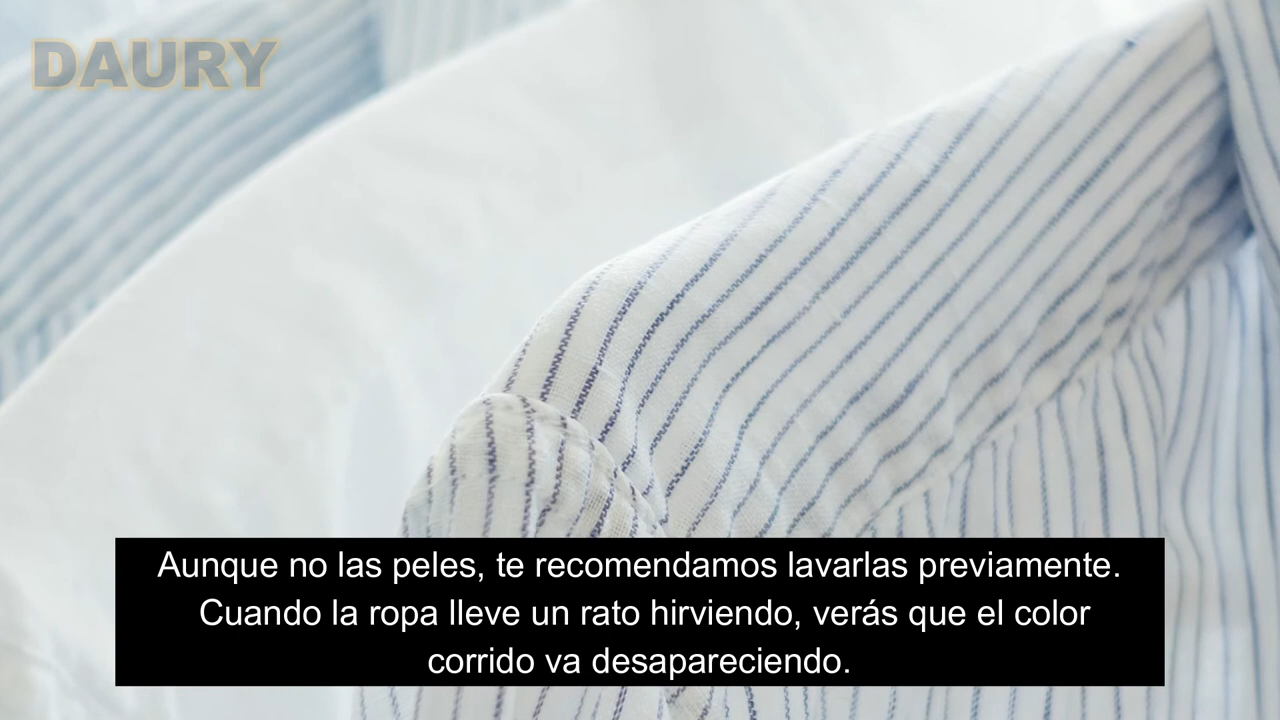 DAURY
Aunque no las peles, te recomendamos lavarlas previamente.
Cuando la ropa lleve un rato hirviendo, verás que el color
corrido va desapareciendo.